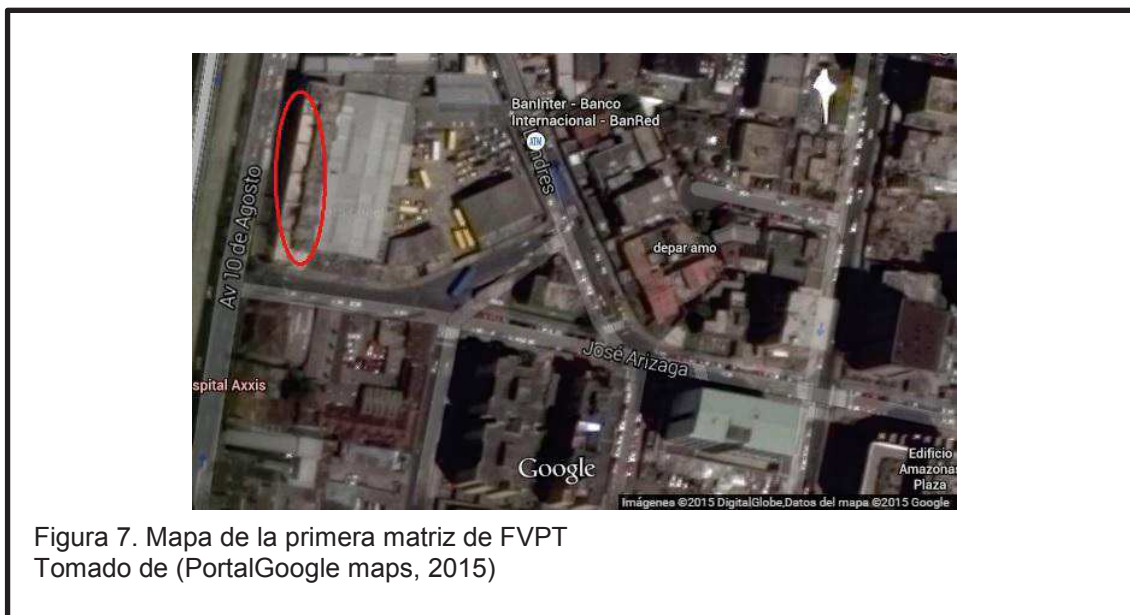 BanInter - Banco
Internacional - BanRed
ATM
Londres
Av 10 de Agosto
depar amo
José Arizaga
spital Axxis
Edificio
Amazonas
Plaza
Google
Imágenes ©2015 DigitalGlobe,Datos del mapa ©2015 Google
Figura 7. Mapa de la primera matriz de FVPT
Tomado de (PortalGoogle maps, 2015)